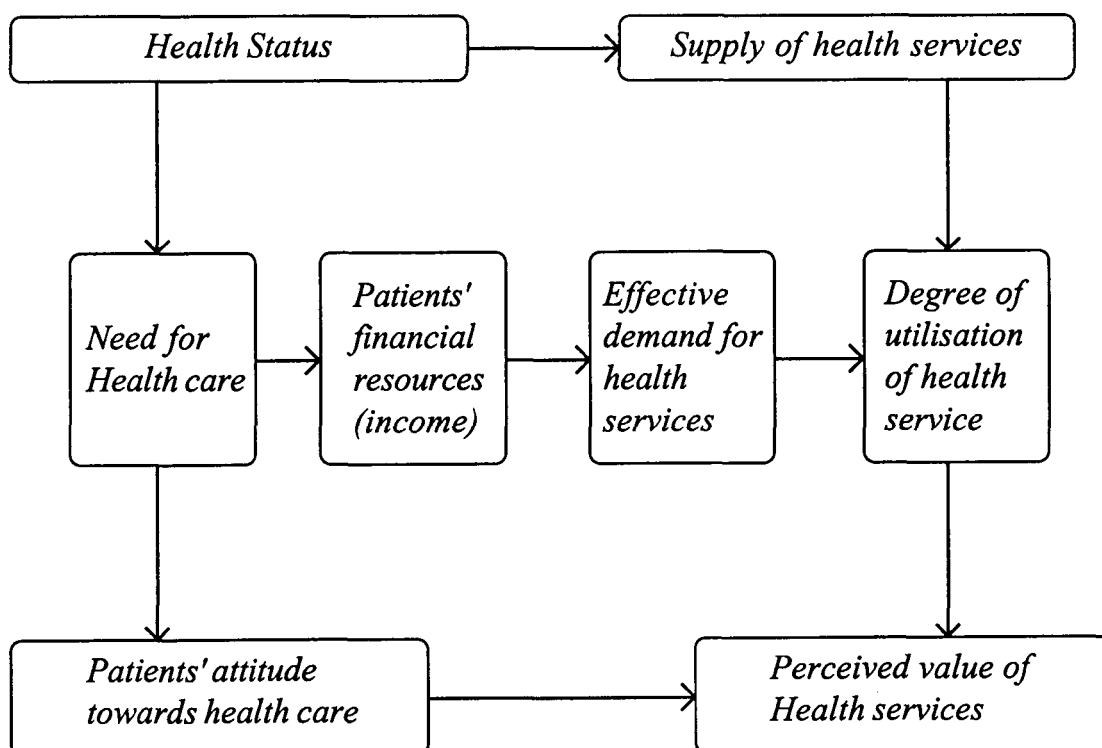 Health Status
Supply of health services
Need for
Health care
Patients'
financial
resources
(income)
Effective
demand for
health
services
Degree of
utilisation
of health
service
Patients' attitude
towards health care
Perceived value of
Health services